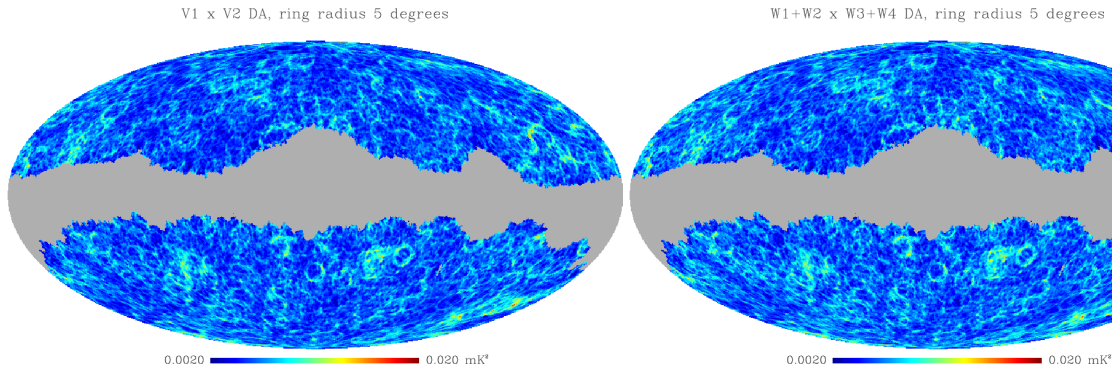 V1 x V2 DA, ring radius 5 degrees
W1+W2 x W3+W4 DA, ring radius 5 degrees
0.0020 0.020 mK²
0.0020 0.020 mK²